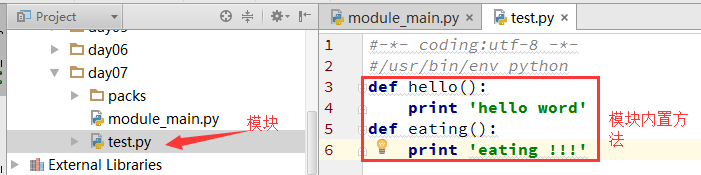 Project
day05
day06
day07
packs
module_main.py
test.py
External Libraries
模块
module_main.py
test.py
1 #-*- coding:utf-8 -*-
2 #/usr/bin/env python
3 def hello():
4 print 'hello word'
5 def eating():
6 print 'eating !!!'
模块内置方
法